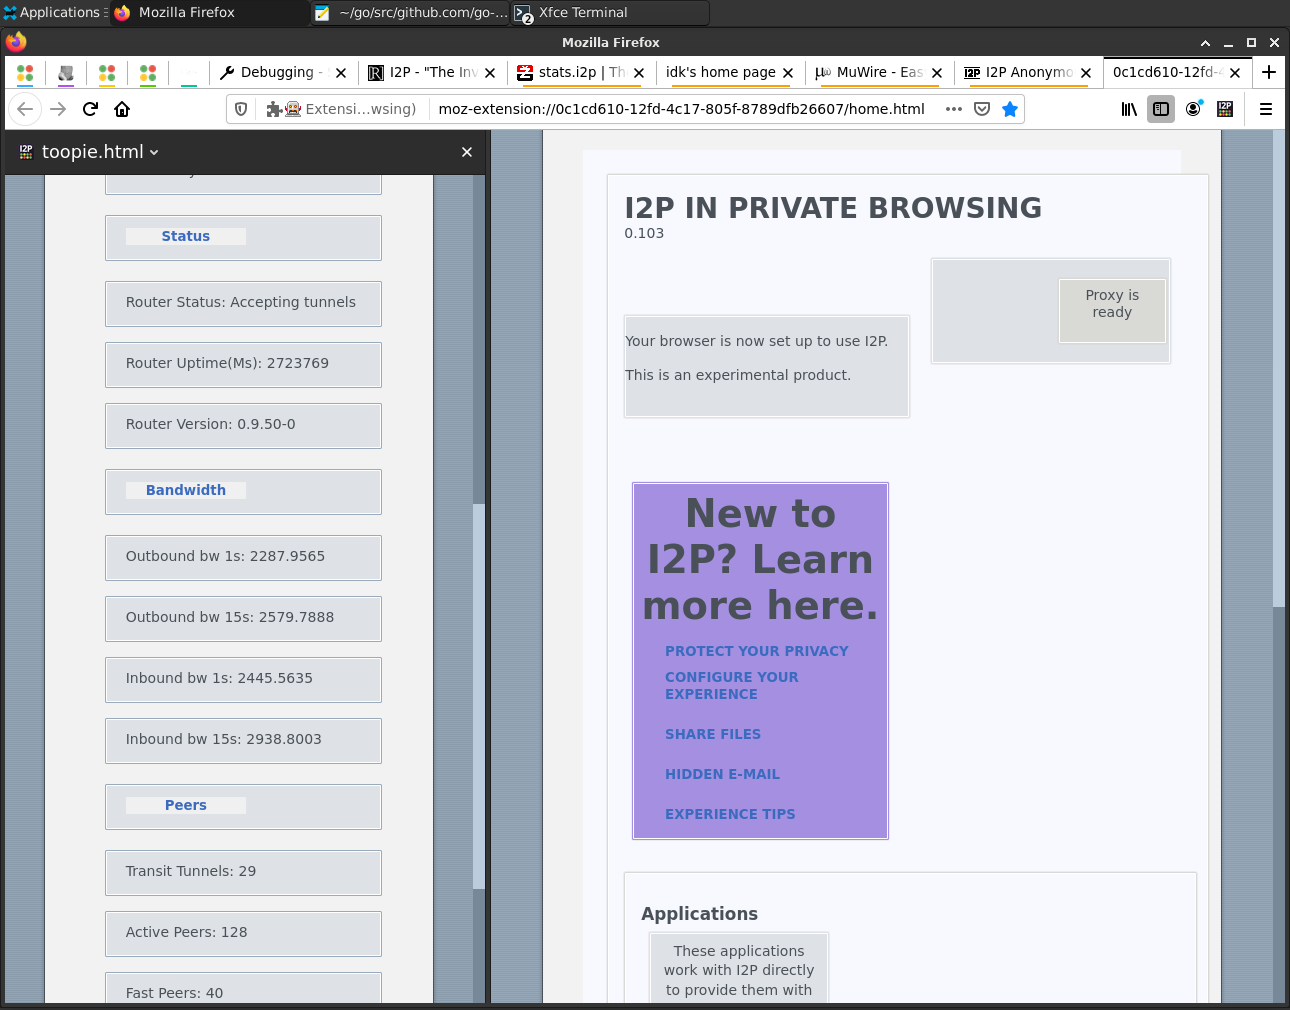 Applications
Mozilla Firefox
~/go/src/github.com/go-...
2
Xfce Terminal
Mozilla Firefox
Debugging -
I2P - "The Inv
stats.i2p | Th
idk's home page
MuWire - Eas
I2P Anonymo
0c1cd610-12fd-4
Extensi...wsing)
moz-extension://0c1cd610-12fd-4c17-805f-8789dfb26607/home.html
I2P
I2P toopie.html
Status
Router Status: Accepting tunnels
Router Uptime(Ms): 2723769
Router Version: 0.9.50-0
Bandwidth
Outbound bw 1s: 2287.9565
Outbound bw 15s: 2579.7888
Inbound bw 1s: 2445.5635
Inbound bw 15s: 2938.8003
Peers
Transit Tunnels: 29
Active Peers: 128
Fast Peers: 40
I2P IN PRIVATE BROWSING
0.103
Proxy is
ready
Your browser is now set up to use I2P.
This is an experimental product.
New to
I2P? Learn
more here.
PROTECT YOUR PRIVACY
CONFIGURE YOUR
EXPERIENCE
SHARE FILES
HIDDEN E-MAIL
EXPERIENCE TIPS
Applications
These applications
work with I2P directly
to provide them with